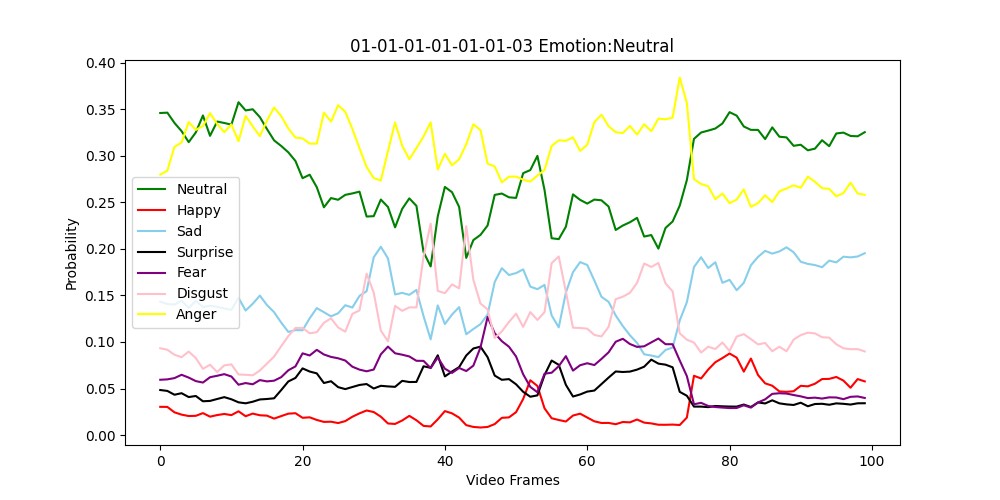 01-01-01-01-01-01-03 Emotion:Neutral
0.40
0.35
0.30
0.25
0.20
0.15
0.10
0.05
0.00
Probability
Neutral
Happy
Sad
Surprise
Fear
Disgust
Anger
0 20 40 60 80 100
Video Frames